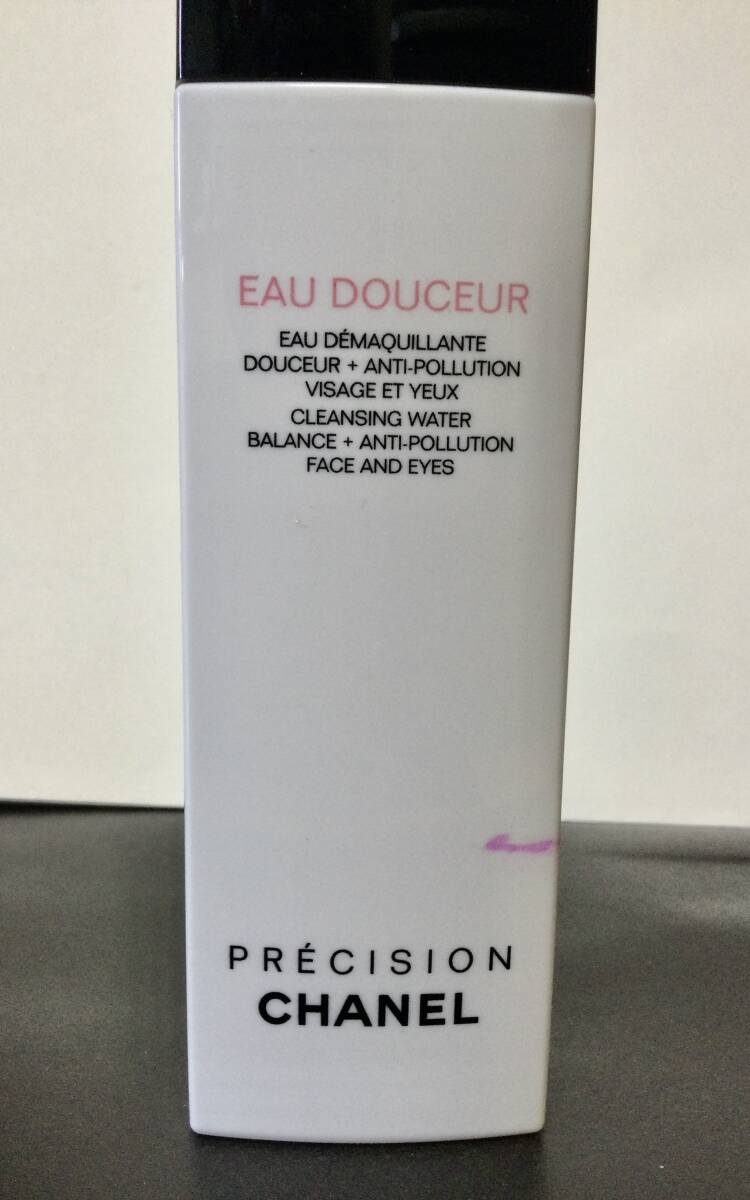 EAU DOUCEUR
EAU DÉMAQUILLANTE
DOUCEUR + ANTI-POLLUTION
VISAGE ET YEUX
CLEANSING WATER
BALANCE + ANTI-POLLUTION
FACE AND EYES
PRÉCISION
CHANEL